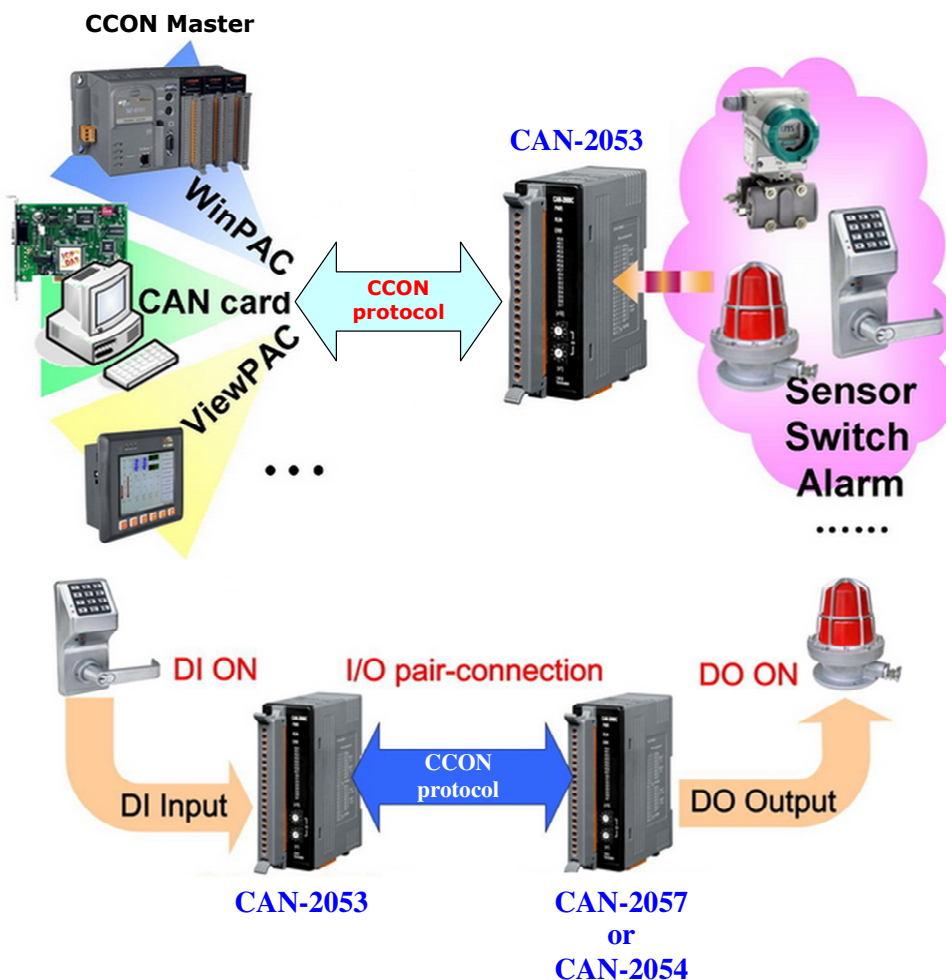 CCON Master
WinPAC
CAN card
ViewPAC
...
CCON
protocol
CAN-2053
Sensor
Switch
Alarm
......
DI ON
I/O pair-connection
DO ON
DI Input
CCON
protocol
DO Output
CAN-2053
CAN-2057
or
CAN-2054